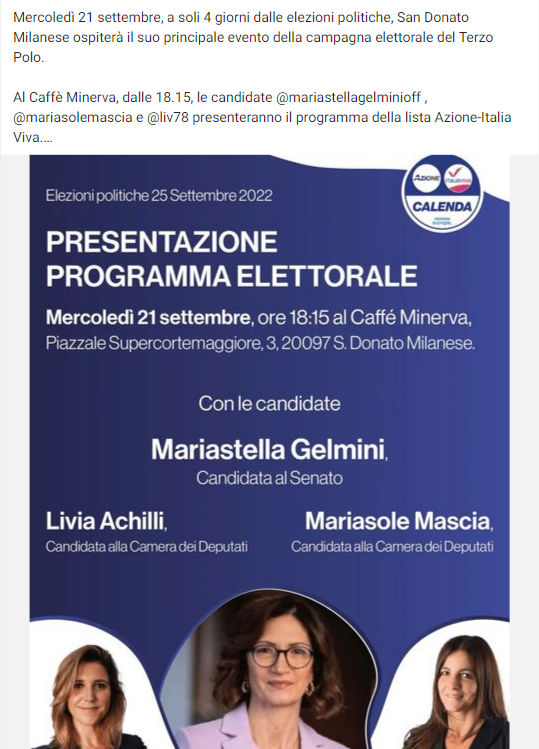 Mercoledì 21 settembre, a soli 4 giorni dalle elezioni politiche, San Donato
Milanese ospiterà il suo principale evento della campagna elettorale del Terzo
Polo.
Al Caffè Minerva, dalle 18.15, le candidate @mariastellagelminioff ,
@mariasolemascia e @liv78 presenteranno il programma della lista Azione-Italia
Viva....
Elezioni politiche 25 Settembre 2022
AZIONE
ITALIA VIVA
CALENDA
renew europe.
PRESENTAZIONE
PROGRAMMA ELETTORALE
Mercoledì 21 settembre, ore 18:15 al Caffé Minerva,
Piazzale Supercortemaggiore, 3, 20097 S. Donato Milanese.
Con le candidate
Mariastella Gelmini,
Candidata al Senato
Livia Achilli,
Candidata alla Camera dei Deputati
Mariasole Mascia,
Candidata alla Camera dei Deputati